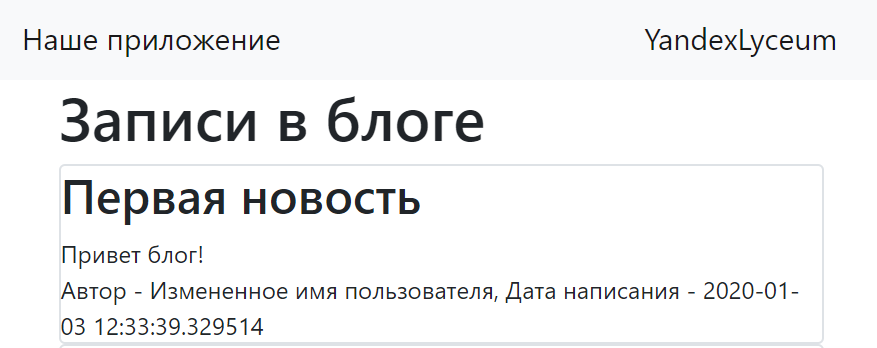 Наше приложение YandexLyceum
Записи в блоге
Первая новость
Привет блог!
Автор - Измененное имя пользователя, Дата написания - 2020-01-
03 12:33:39.329514